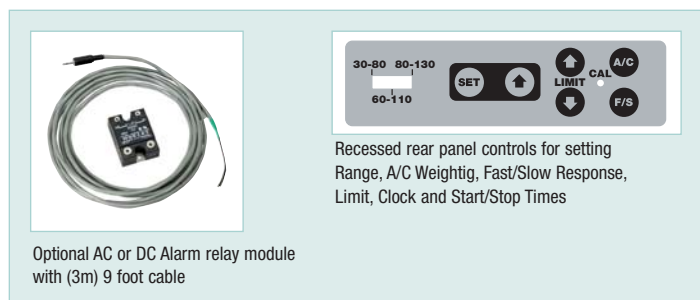 30-80 80-130
60-110
SET
LIMIT
CAL
A/C
F/S
Recessed rear panel controls for setting
Range, A/C Weightig, Fast/Slow Response,
Limit, Clock and Start/Stop Times
Optional AC or DC Alarm relay module
with (3m) 9 foot cable